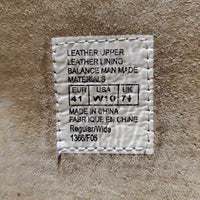 LEATHER UPPER
LEATHER LINING
BALANCE MAN MADE
MATERIALS
EUR USA UK
41 W10 7½
MADE IN CHINA
FABRIQUE EN CHINE
Regular/Wide
1366/F05